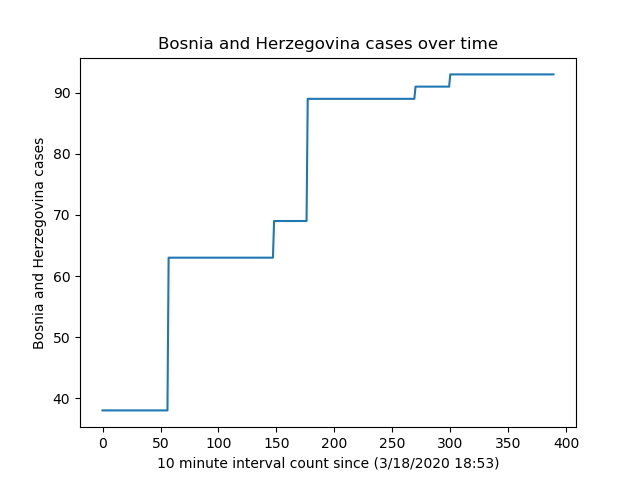 Bosnia and Herzegovina cases over time
Bosnia and Herzegovina cases
90
80
70
60
50
40
0 50 100 150 200 250 300 350 400
10 minute interval count since (3/18/2020 18:53)